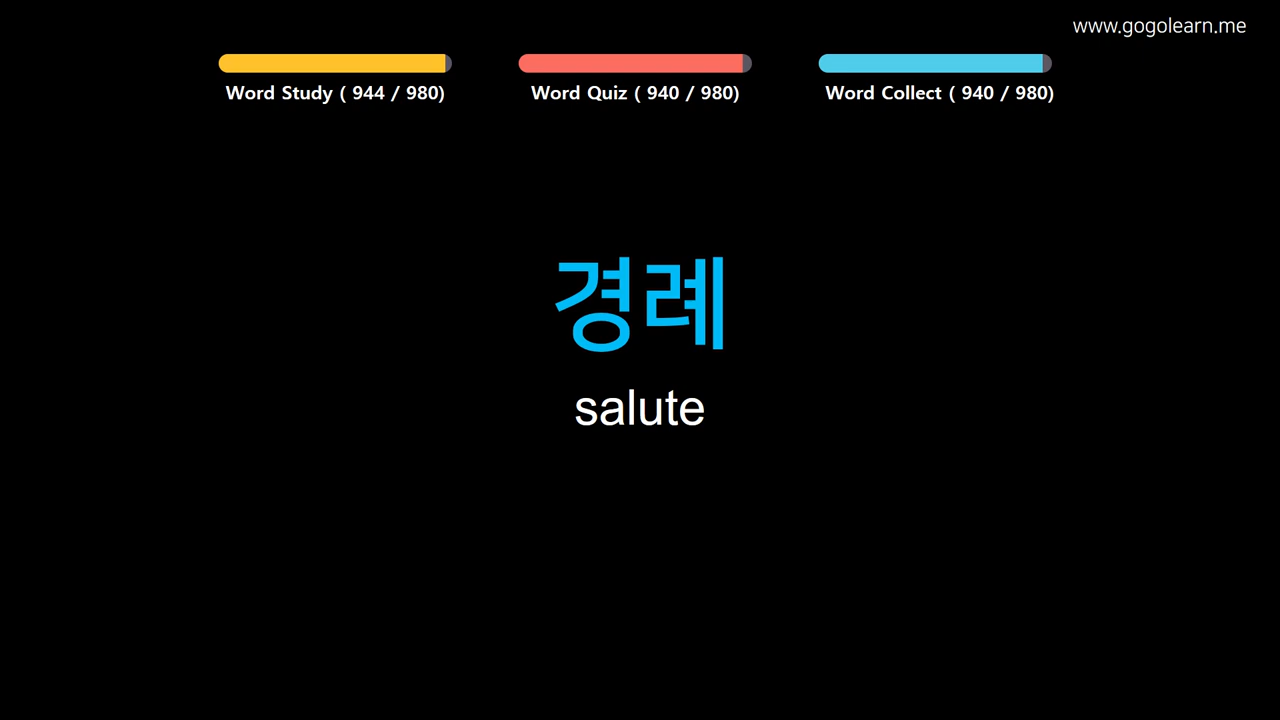 www.gogolearn.me
Word Study ( 944 / 980)
Word Quiz ( 940 / 980)
Word Collect ( 940 / 980)
경례
salute